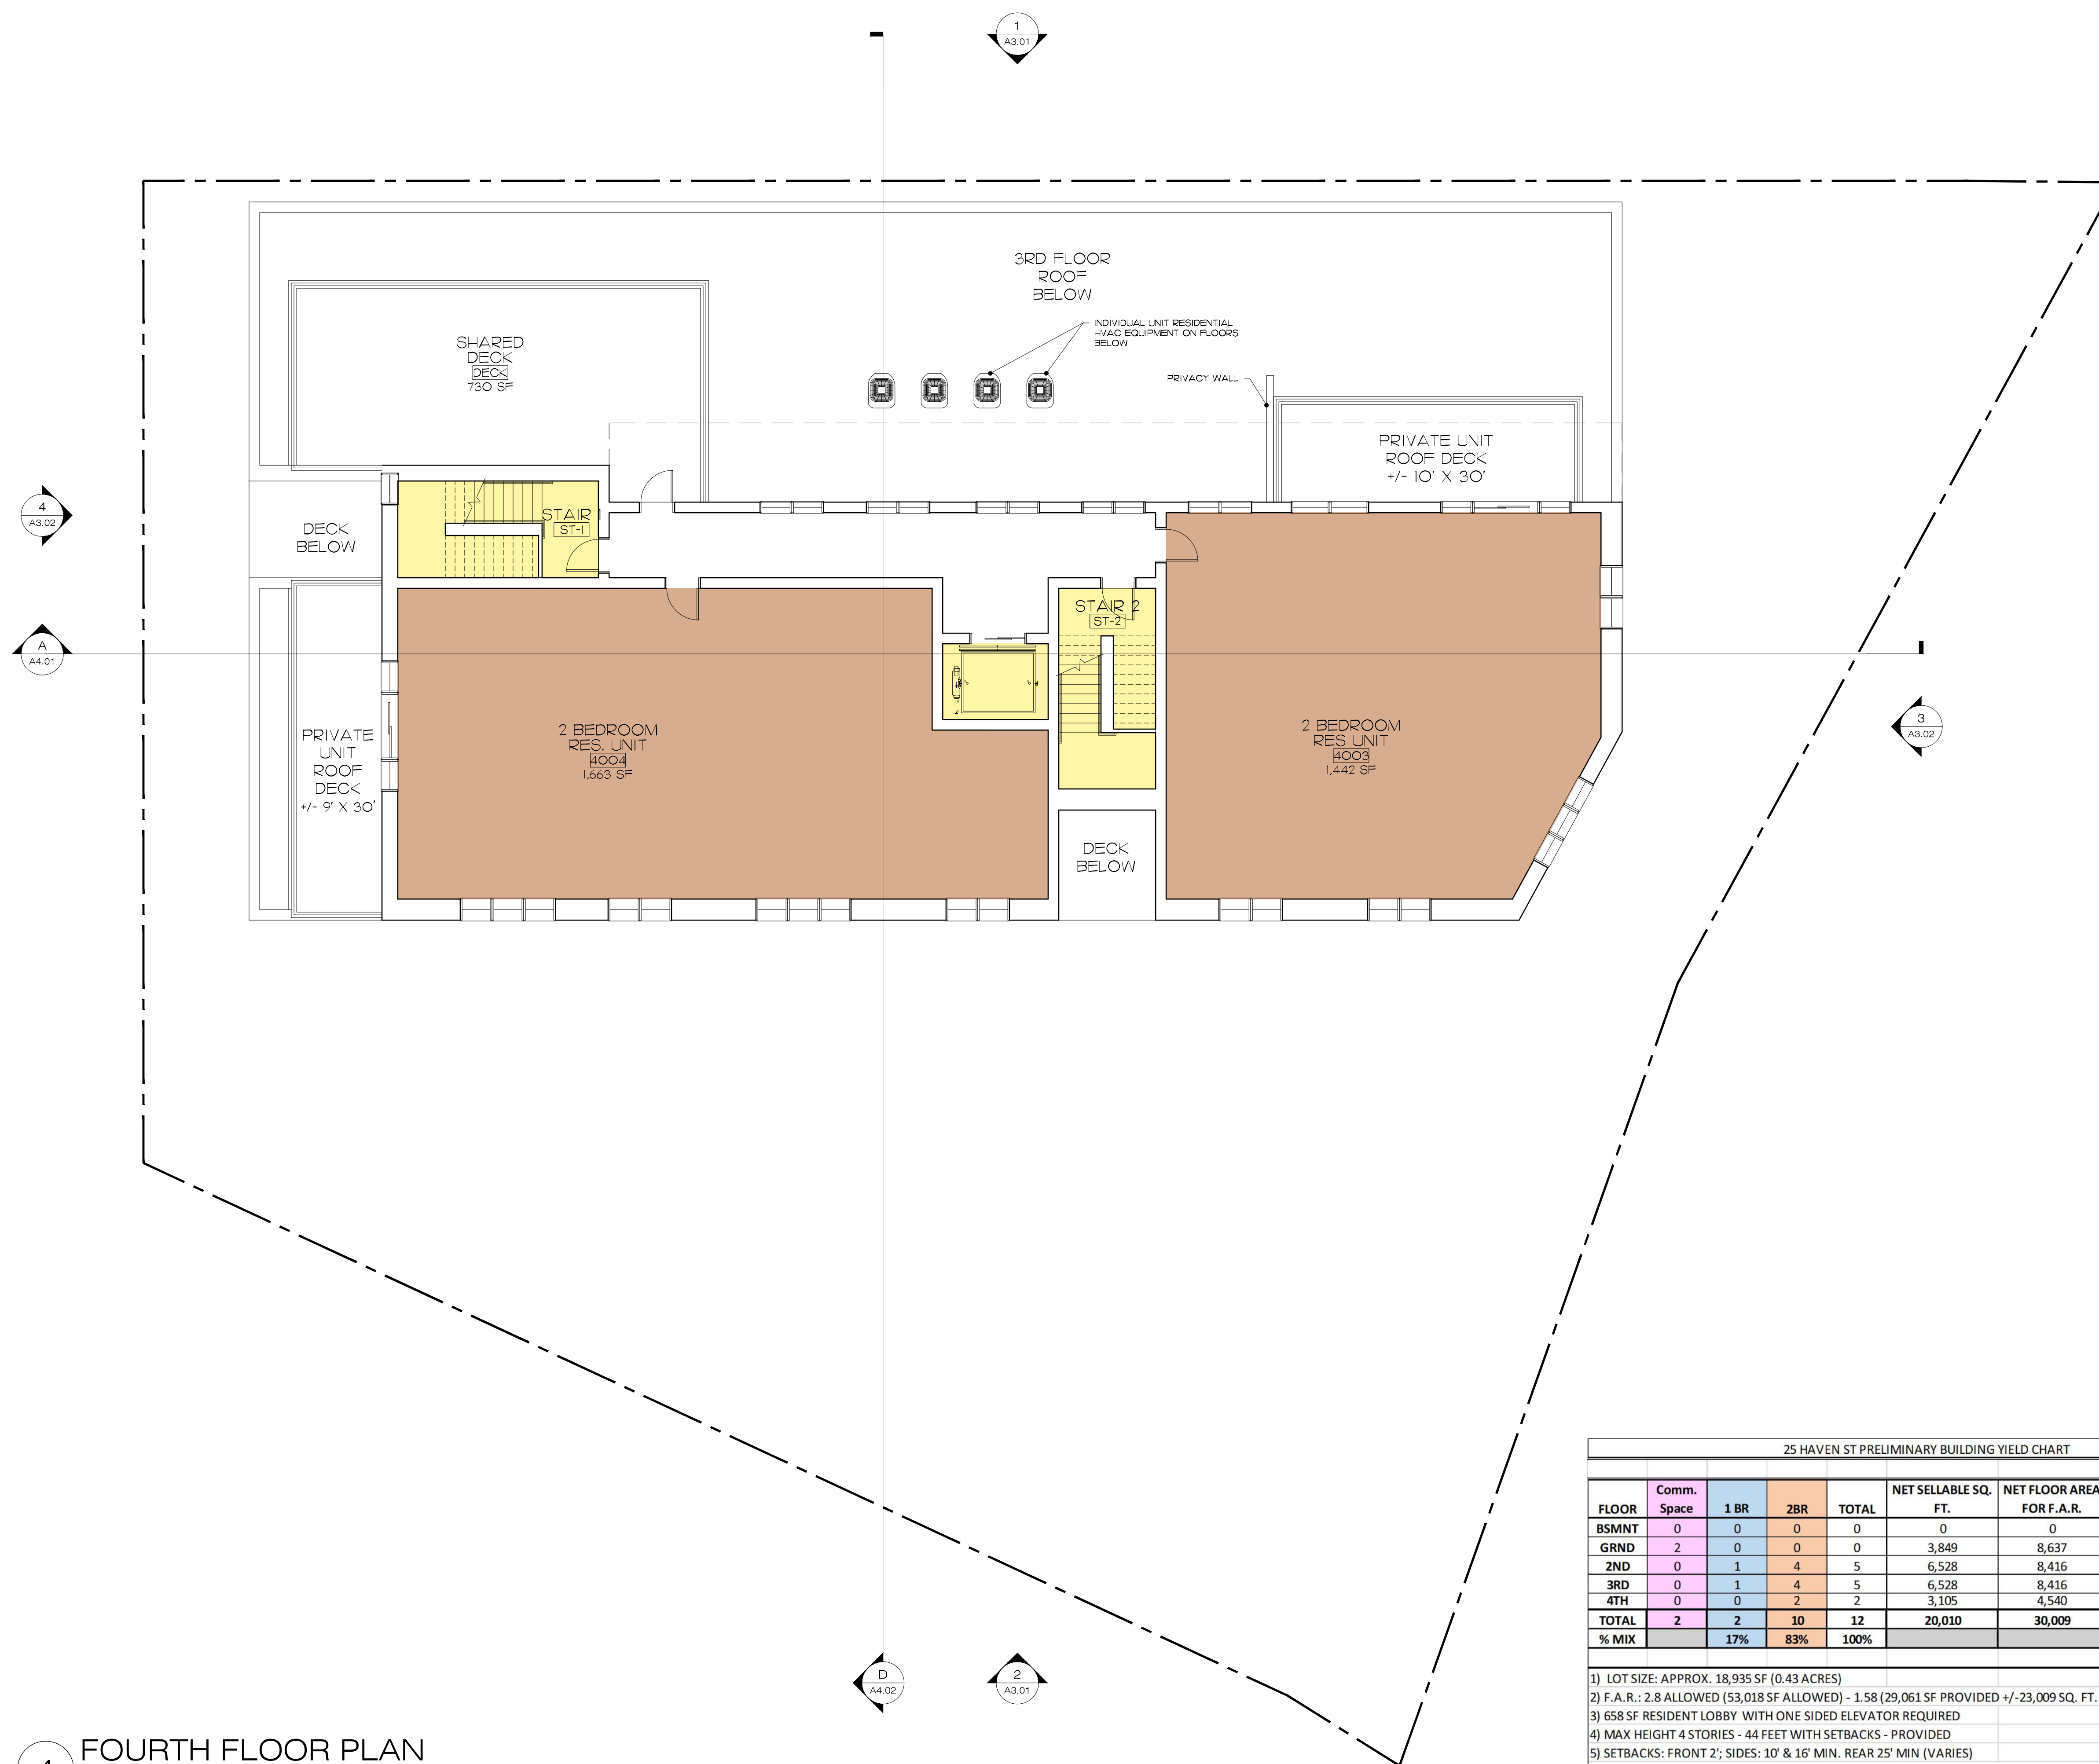 1
A3.01
3RD FLOOR
ROOF
BELOW
INDIVIDUAL UNIT RESIDENTIAL
HVAC EQUIPMENT ON FLOORS
BELOW
SHARED
DECK
DECK
730 SF
PRIVACY WALL
PRIVATE UNIT
ROOF DECK
+/- 10' X 30'
4
A3.02
DECK
BELOW
STAIR
ST-1
STAIR 2
ST-2
A
A4.01
PRIVATE
UNIT
ROOF
DECK
+/- 9' X 30'
2 BEDROOM
RES. UNIT
4004
1,663 SF
2 BEDROOM
RES UNIT
4003
1,442 SF
3
A3.02
DECK
BELOW
D
A4.02
2
A3.01
FOURTH FLOOR PLAN
25 HAVEN ST PRELIMINARY BUILDING YIELD CHART
FLOOR Comm. Space 1 BR 2BR TOTAL NET SELLABLE SQ. FT. NET FLOOR AREA FOR F.A.R.
BSMNT 0 0 0 0 0 0
GRND 2 0 0 0 3,849 8,637
2ND 0 1 4 5 6,528 8,416
3RD 0 1 4 5 6,528 8,416
4TH 0 0 2 2 3,105 4,540
TOTAL 2 2 10 12 20,010 30,009
% MIX 17% 83% 100%
1) LOT SIZE: APPROX. 18,935 SF (0.43 ACRES)
2) F.A.R.: 2.8 ALLOWED (53,018 SF ALLOWED) - 1.58 (29,061 SF PROVIDED +/-23,009 SQ. FT.
3) 658 SF RESIDENT LOBBY WITH ONE SIDED ELEVATOR REQUIRED
4) MAX HEIGHT 4 STORIES - 44 FEET WITH SETBACKS - PROVIDED
5) SETBACKS: FRONT 2'; SIDES: 10' & 16' MIN. REAR 25' MIN (VARIES)